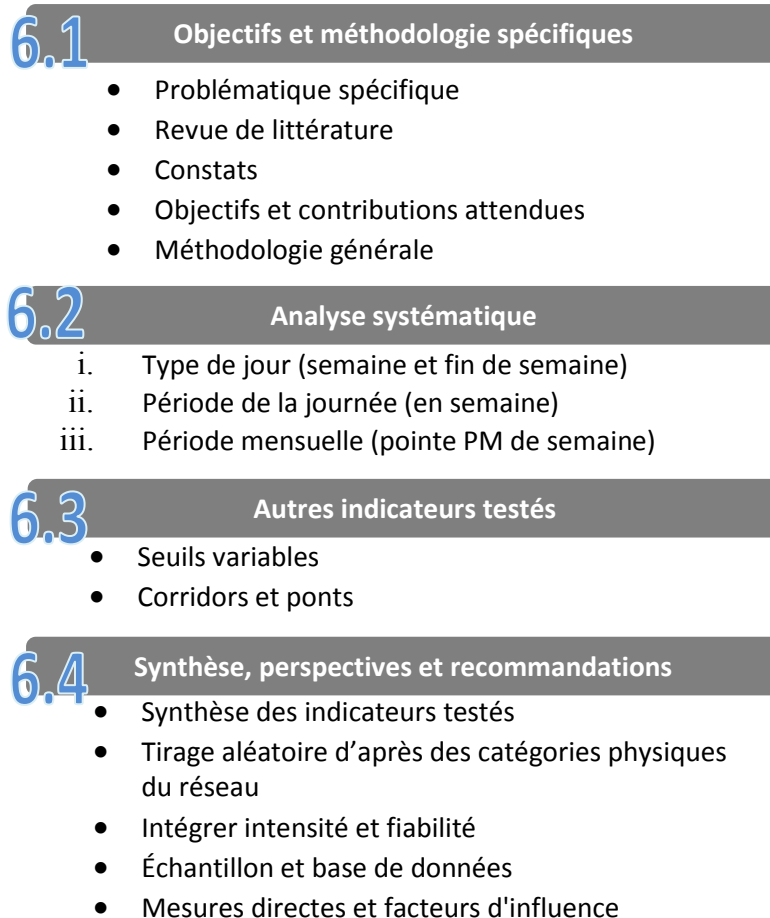 6.1 Objectifs et méthodologie spécifiques
• Problématique spécifique
• Revue de littérature
• Constats
• Objectifs et contributions attendues
• Méthodologie générale
6.2 Analyse systématique
i. Type de jour (semaine et fin de semaine)
ii. Période de la journée (en semaine)
iii. Période mensuelle (pointe PM de semaine)
6.3 Autres indicateurs testés
• Seuils variables
• Corridors et ponts
6.4 Synthèse, perspectives et recommandations
• Synthèse des indicateurs testés
• Tirage aléatoire d’après des catégories physiques
du réseau
• Intégrer intensité et fiabilité
• Échantillon et base de données
• Mesures directes et facteurs d'influence